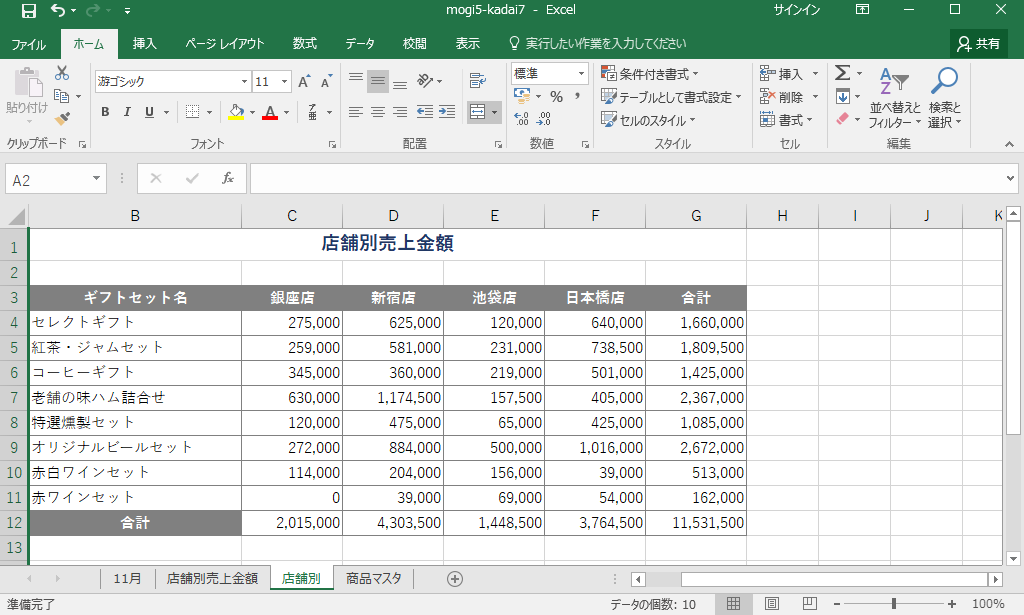 mogi5-kadai7 - Excel サインイン
ファイル ホーム 挿入 ページ レイアウト 数式 データ 校閲 表示 実行したい作業を入力してください 共有
貼り付け 游ゴシック 11 A A 標準 条件付き書式 挿入 Σ 並べ替えと フィルター 検索と 選択
B I U A % , テーブルとして書式設定 削除
セルのスタイル 書式
クリップボード フォント 配置 数値 スタイル セル 編集
A2 fx
B C D E F G H I J K
1 店舗別売上金額
2
3 ギフトセット名 銀座店 新宿店 池袋店 日本橋店 合計
4 セレクトギフト 275,000 625,000 120,000 640,000 1,660,000
5 紅茶・ジャムセット 259,000 581,000 231,000 738,500 1,809,500
6 コーヒーギフト 345,000 360,000 219,000 501,000 1,425,000
7 老舗の味ハム詰合せ 630,000 1,174,500 157,500 405,000 2,367,000
8 特選燻製セット 120,000 475,000 65,000 425,000 1,085,000
9 オリジナルビールセット 272,000 884,000 500,000 1,016,000 2,672,000
10 赤白ワインセット 114,000 204,000 156,000 39,000 513,000
11 赤ワインセット 0 39,000 69,000 54,000 162,000
12 合計 2,015,000 4,303,500 1,448,500 3,764,500 11,531,500
13
11月 店舗別売上金額 店舗別 商品マスタ
準備完了 データの個数: 10 100%